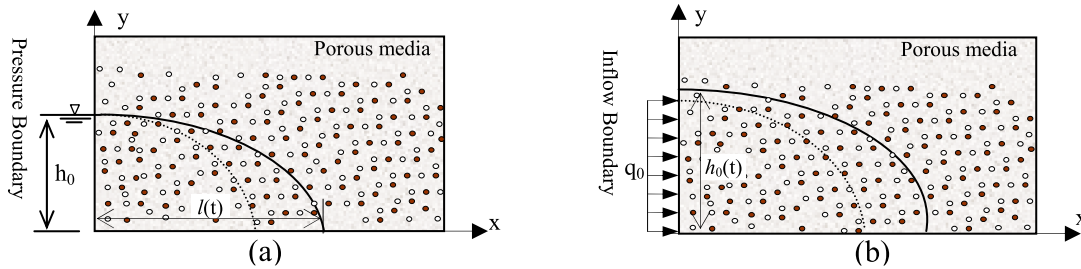 y
Porous media
Pressure Boundary
h0
l(t)
x
(a)
y
Porous media
Inflow Boundary
q0
h0(t)
x
(b)